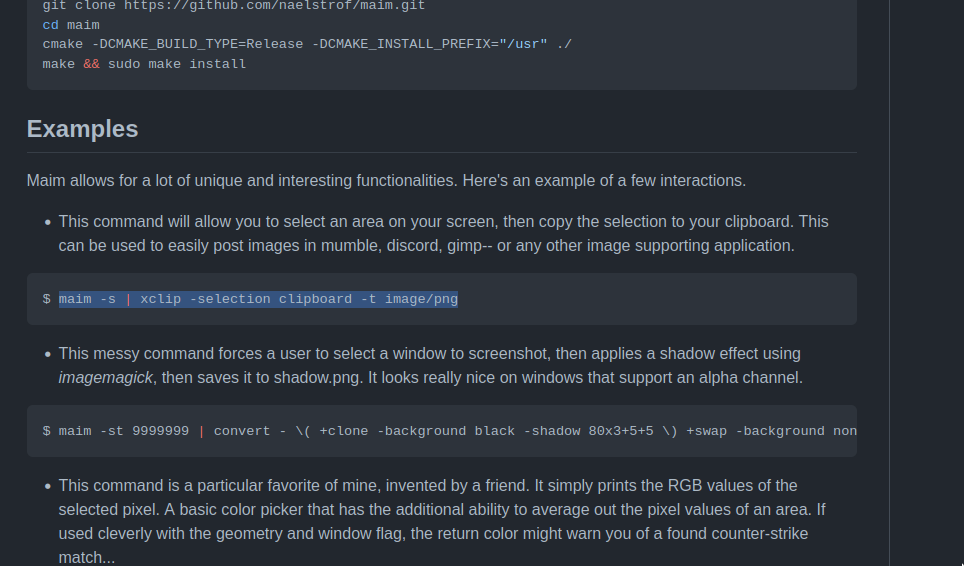 git clone https://github.com/naelstrof/maim.git
cd maim
cmake -DCMAKE_BUILD_TYPE=Release -DCMAKE_INSTALL_PREFIX="/usr" ./
make && sudo make install
Examples
Maim allows for a lot of unique and interesting functionalities. Here's an example of a few interactions.
• This command will allow you to select an area on your screen, then copy the selection to your clipboard. This
can be used to easily post images in mumble, discord, gimp-- or any other image supporting application.
$ maim -s | xclip -selection clipboard -t image/png
• This messy command forces a user to select a window to screenshot, then applies a shadow effect using
imagemagick, then saves it to shadow.png. It looks really nice on windows that support an alpha channel.
$ maim -st 9999999 | convert - \( +clone -background black -shadow 80x3+5+5 \) +swap -background non
• This command is a particular favorite of mine, invented by a friend. It simply prints the RGB values of the
selected pixel. A basic color picker that has the additional ability to average out the pixel values of an area. If
used cleverly with the geometry and window flag, the return color might warn you of a found counter-strike
match...